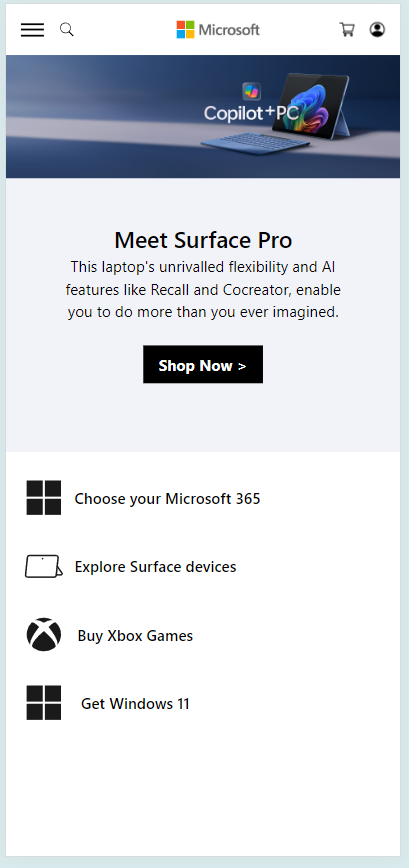 Microsoft
Copilot+PC
Meet Surface Pro
This laptop's unrivalled flexibility and AI
features like Recall and Cocreator, enable
you to do more than you ever imagined.
Shop Now >
Choose your Microsoft 365
Explore Surface devices
Buy Xbox Games
Get Windows 11